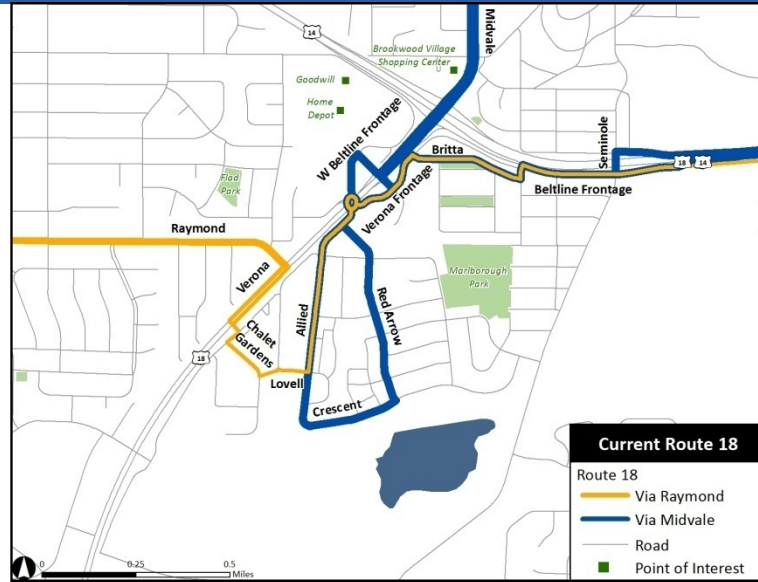 14
Midvale
Brookwood Village
Shopping Center
Goodwill
Home
Depot
W Beltline Frontage
Britta
Seminole
18
14
Beltline Frontage
Verona Frontage
Flad
Park
Raymond
Verona
Marlborough
Park
Red Arrow
Allied
Chalet
Gardens
18
Lovell
Crescent
Current Route 18
Route 18
Via Raymond
Via Midvale
Road
Point of Interest
0
0.25
0.5
Miles